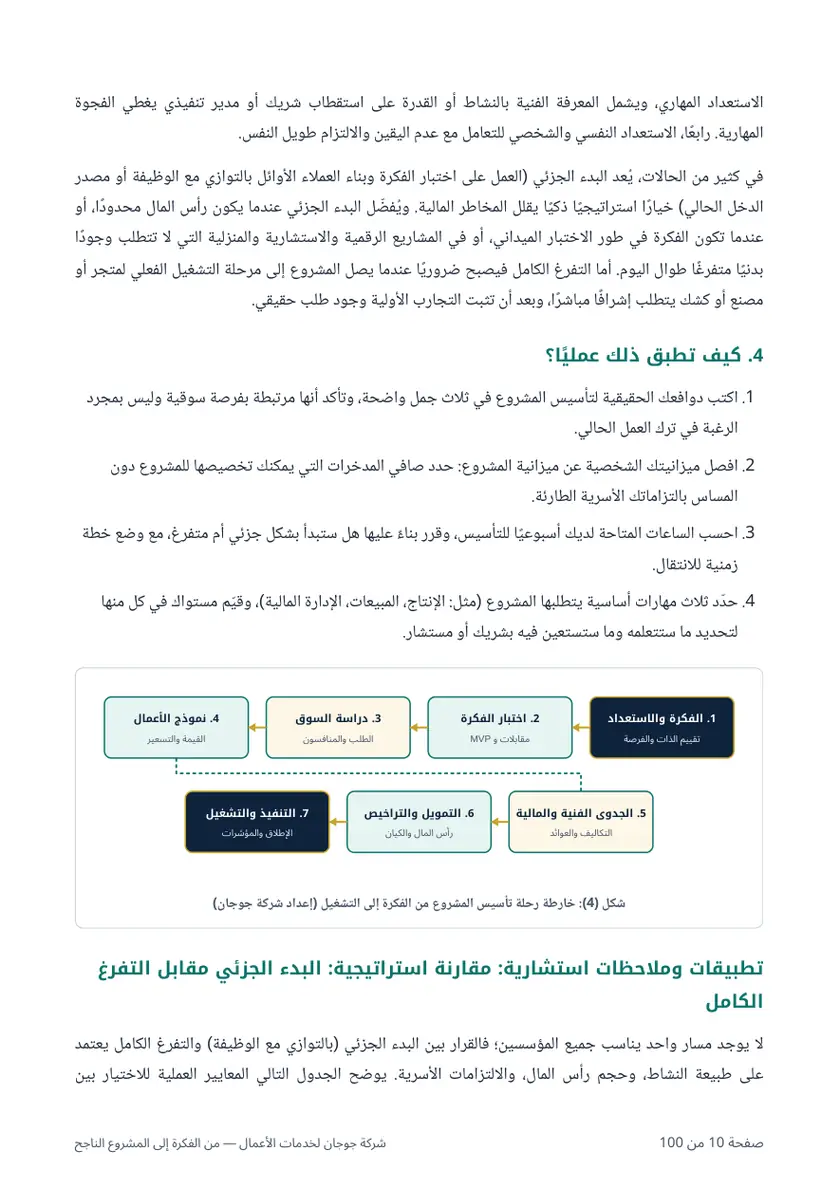 الاستعداد المهاري، ويشمل المعرفة الفنية بالنشاط أو القدرة على استقطاب شريك أو مدير تنفيذي يغطي الفجوة
المهارية. رابعًا، الاستعداد النفسي والشخصي للتعامل مع عدم اليقين والالتزام طويل النفس.
في كثير من الحالات، يُعد البدء الجزئي (العمل على اختبار الفكرة وبناء العملاء الأوائل بالتوازي مع الوظيفة أو مصدر
الدخل الحالي) خيارًا استراتيجيًا ذكيًا يقلل المخاطر المالية. ويُفضّل البدء الجزئي عندما يكون رأس المال محدودًا، أو
عندما تكون الفكرة في طور الاختبار الميداني، أو في المشاريع الرقمية والاستشارية والمنزلية التي لا تتطلب وجودًا
بدنيًا متفرغًا طوال اليوم. أما التفرغ الكامل فيصبح ضروريًا عندما يصل المشروع إلى مرحلة التشغيل الفعلي لمتجر أو
مصنع أو كشك يتطلب إشرافًا مباشرًا، وبعد أن تثبت التجارب الأولية وجود طلب حقيقي.
4. كيف تطبق ذلك عمليًا؟
1. اكتب دوافعك الحقيقية لتأسيس المشروع في ثلاث جمل واضحة، وتأكد أنها مرتبطة بفرصة سوقية وليس بمجرد
الرغبة في ترك العمل الحالي.
2. افصل ميزانيتك الشخصية عن ميزانية المشروع: حدد صافي المدخرات التي يمكنك تخصيصها للمشروع دون
المساس بالتزاماتك الأسرية الطارئة.
3. احسب الساعات المتاحة لديك أسبوعيًا للتأسيس، وقرر بناءً عليها هل ستبدأ بشكل جزئي أم متفرغ، مع وضع خطة
زمنية للانتقال.
4. حدّد ثلاث مهارات أساسية يتطلبها المشروع (مثل: الإنتاج، المبيعات، الإدارة المالية)، وقيّم مستواك في كل منها
لتحديد ما ستتعلمه وما ستستعين فيه بشريك أو مستشار.
1. الفكرة والاستعداد
تقييم الذات والفرصة
2. اختبار الفكرة
مقابلات و MVP
3. دراسة السوق
الطلب والمنافسون
4. نموذج الأعمال
القيمة والتسعير
5. الجدوى الفنية والمالية
التكاليف والعوائد
6. التمويل والتراخيص
رأس المال والكيان
7. التنفيذ والتشغيل
الإطلاق والمؤشرات
شكل (4): خارطة رحلة تأسيس المشروع من الفكرة إلى التشغيل (إعداد شركة جوجان)
تطبيقات وملاحظات استشارية: مقارنة استراتيجية: البدء الجزئي مقابل التفرغ
الكامل
لا يوجد مسار واحد يناسب جميع المؤسسين؛ فالقرار بين البدء الجزئي (بالتوازي مع الوظيفة) والتفرغ الكامل يعتمد
على طبيعة النشاط، وحجم رأس المال، والالتزامات الأسرية. يوضح الجدول التالي المعايير العملية للاختيار بين
صفحة 10 من 100
شركة جوجان لخدمات الأعمال — من الفكرة إلى المشروع الناجح